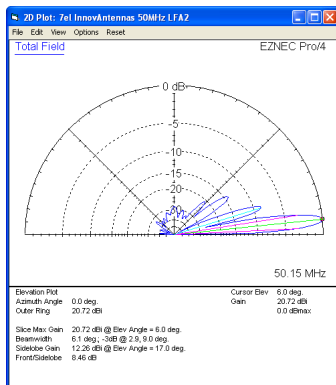 2D Plot: 7el InnovAntennas 50MHz LFA2
File Edit View Options Reset
Total Field
EZNEC Pro/4
0 dB
-5
-10
-15
-20
-30
50.15 MHz
Elevation Plot
Cursor Elev 6.0 deg.
Azimuth Angle 0.0 deg.
Gain 20.72 dBi
Outer Ring 20.72 dBi
0.0 dBmax
Slice Max Gain 20.72 dBi @ Elev Angle = 6.0 deg.
Beamwidth 6.1 deg.; -3dB @ 2.9, 9.0 deg.
Sidelobe Gain 12.26 dBi @ Elev Angle = 17.0 deg.
Front/Sidelobe 8.46 dB